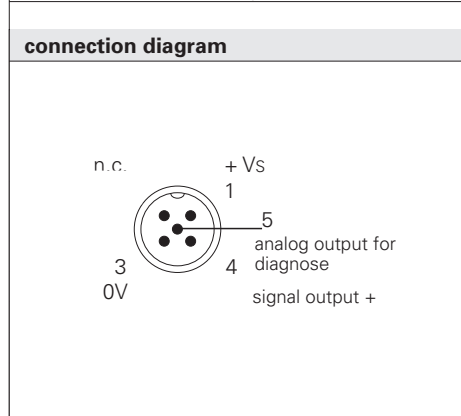 connection diagram
n.c.
+ Vs
1
5
analog output for
diagnose
3
4
0V
signal output +